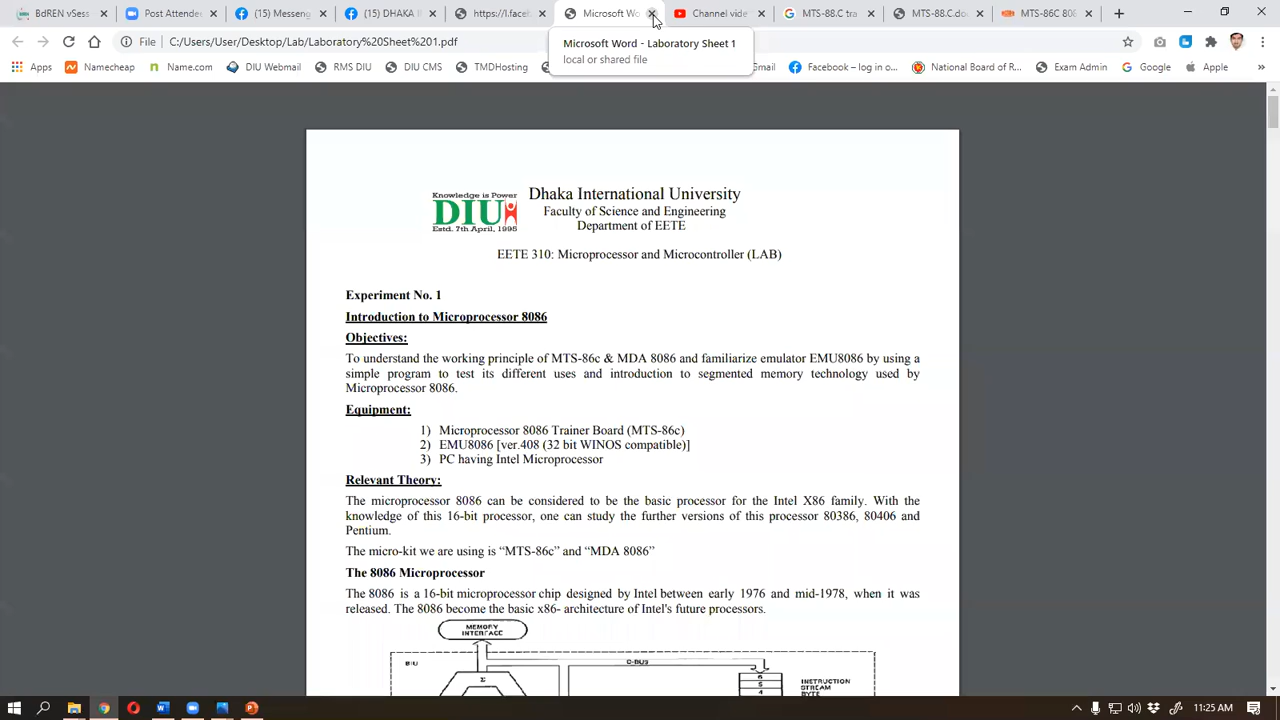 BdREN vSess
Post Attende
(15) Messeng
(15) DHAKA I
https://l.facel
Microsoft Wo
Channel vide
MTS-88.C tra
MTS-88.C.do
MTS-86C 808
File | C:/Users/User/Desktop/Lab/Laboratory%20Sheet%201.pdf
Microsoft Word - Laboratory Sheet 1
local or shared file
Apps
Namecheap
Name.com
DIU Webmail
RMS DIU
DIU CMS
TMDHosting
Gmail
Facebook – log in o...
National Board of R...
Exam Admin
Google
Apple
Knowledge is Power
DIU
Estd. 7th April, 1995
Dhaka International University
Faculty of Science and Engineering
Department of EETE
EETE 310: Microprocessor and Microcontroller (LAB)
Experiment No. 1
Introduction to Microprocessor 8086
Objectives:
To understand the working principle of MTS-86c & MDA 8086 and familiarize emulator EMU8086 by using a
simple program to test its different uses and introduction to segmented memory technology used by
Microprocessor 8086.
Equipment:
1) Microprocessor 8086 Trainer Board (MTS-86c)
2) EMU8086 [ver.408 (32 bit WINOS compatible)]
3) PC having Intel Microprocessor
Relevant Theory:
The microprocessor 8086 can be considered to be the basic processor for the Intel X86 family. With the
knowledge of this 16-bit processor, one can study the further versions of this processor 80386, 80406 and
Pentium.
The micro-kit we are using is “MTS-86c” and “MDA 8086”
The 8086 Microprocessor
The 8086 is a 16-bit microprocessor chip designed by Intel between early 1976 and mid-1978, when it was
released. The 8086 become the basic x86- architecture of Intel's future processors.
MEMORY
INTERFACE
BIU
C-BUS
Σ
6
5
4
INSTRUCTION
STREAM
BYTE
11:25 AM